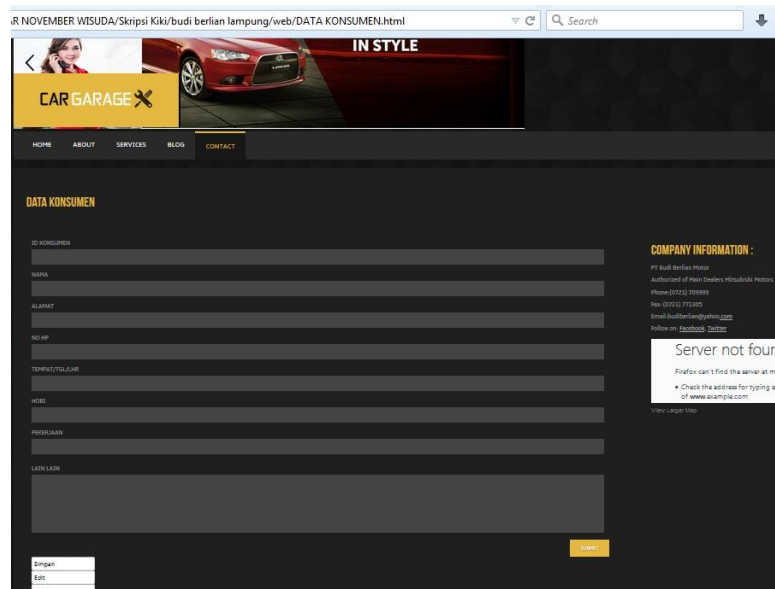 AR NOVEMBER WISUDA/Skripsi Kiki/budi berlian lampung/web/DATA KONSUMEN.html
Search
IN STYLE
CAR GARAGE
HOME ABOUT SERVICES BLOG CONTACT
DATA KONSUMEN
ID KONSUMEN
NAMA
ALAMAT
NO HP
TEMPAT/TGL/LHR
HOBI
PEKERJAAN
LAIN LAIN
SUBMIT
Simpan
Edit
COMPANY INFORMATION :
PT Budi Berlian Motor
Authorized of Main Dealers Mitsubishi Motors
Phone:(0721) 709999
Fax: (0721) 771305
Email:budiberlian@yahoo.com
Follow on: Facebook, Twitter
Server not four
Firefox can't find the server at m
• Check the address for typing e
of www.example.com
View Larger Map